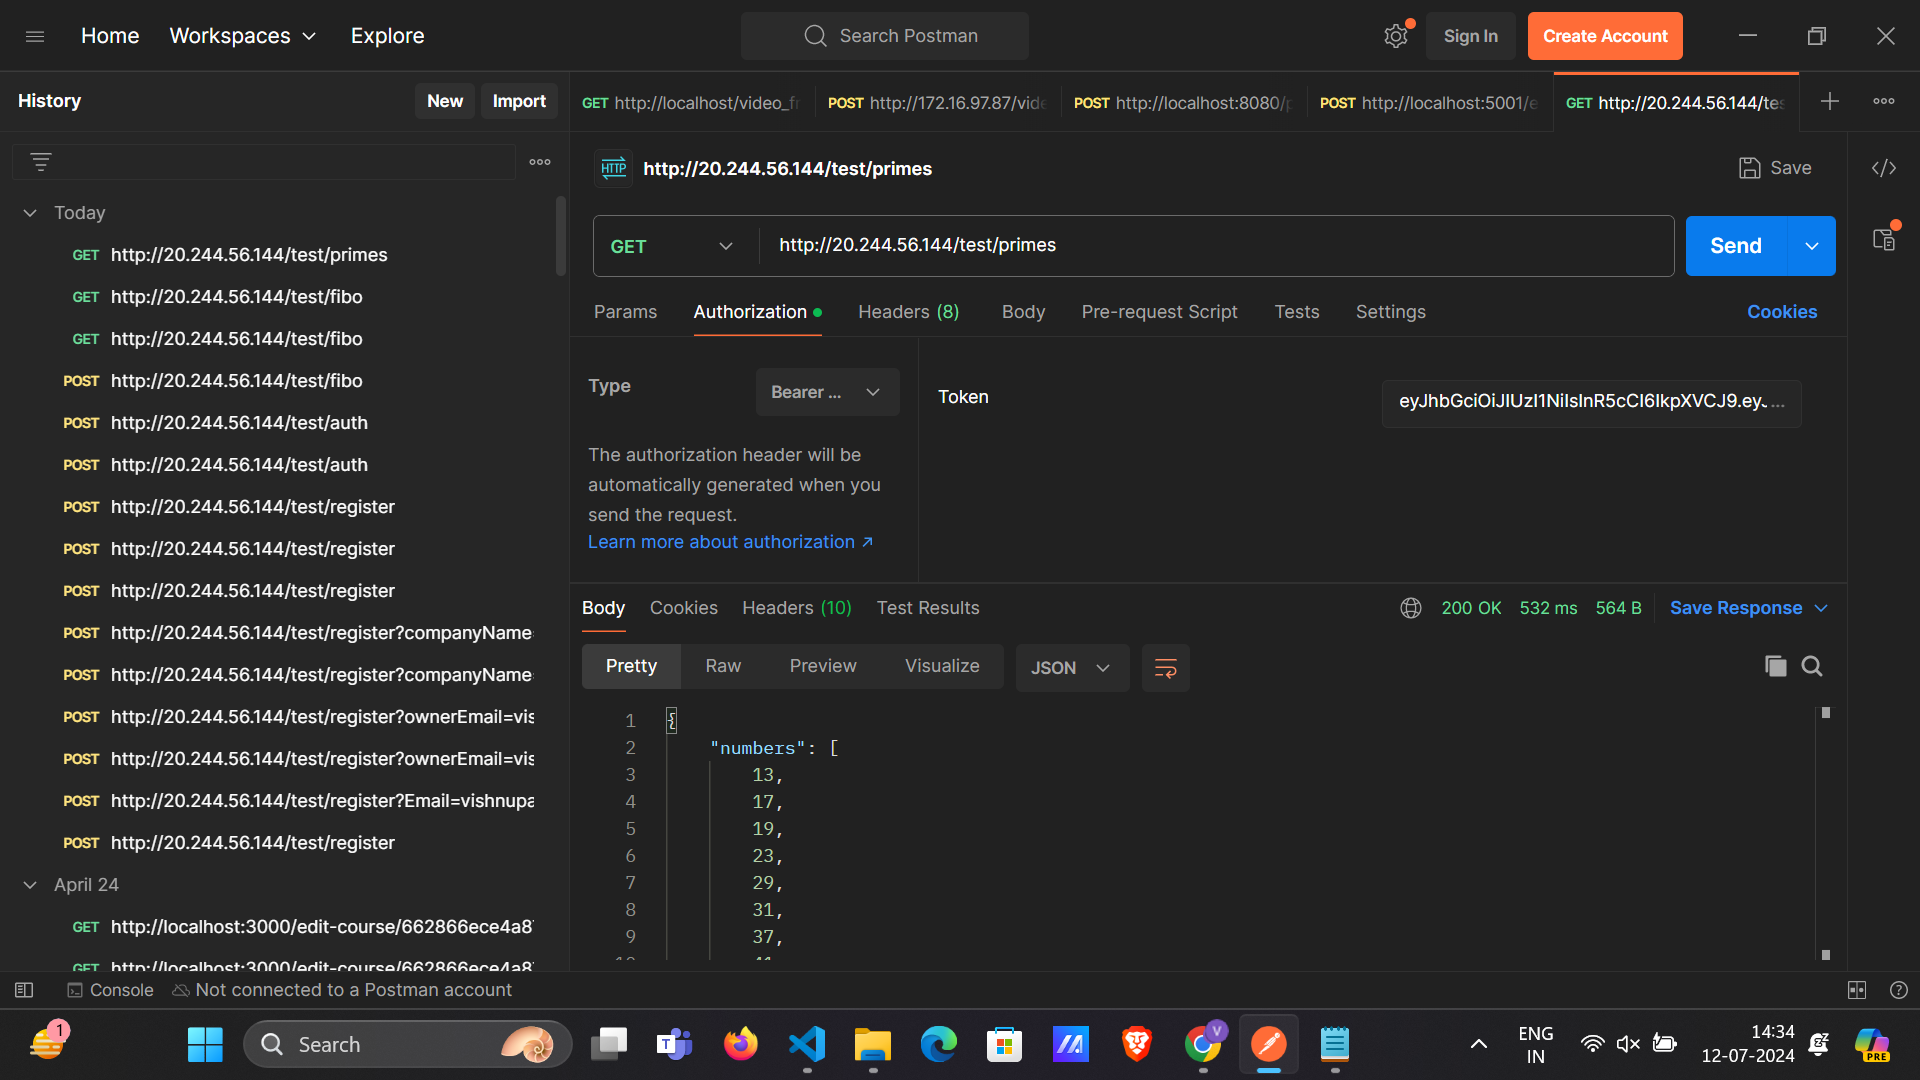 Home
Workspaces
Explore
Search Postman
Sign In
Create Account
History
New
Import
GET http://localhost/video_fr
POST http://172.16.97.87/vide
POST http://localhost:8080/p
POST http://localhost:5001/e
GET http://20.244.56.144/tes
Today
GET http://20.244.56.144/test/primes
GET http://20.244.56.144/test/fibo
GET http://20.244.56.144/test/fibo
POST http://20.244.56.144/test/fibo
POST http://20.244.56.144/test/auth
POST http://20.244.56.144/test/auth
POST http://20.244.56.144/test/register
POST http://20.244.56.144/test/register
POST http://20.244.56.144/test/register
POST http://20.244.56.144/test/register?companyName=
POST http://20.244.56.144/test/register?companyName=
POST http://20.244.56.144/test/register?ownerEmail=vis
POST http://20.244.56.144/test/register?ownerEmail=vis
POST http://20.244.56.144/test/register?Email=vishnupa
POST http://20.244.56.144/test/register
April 24
GET http://localhost:3000/edit-course/662866ece4a87
GET http://localhost:3000/edit-course/662866ece4a87
HTTP http://20.244.56.144/test/primes
Save
</>
GET
http://20.244.56.144/test/primes
Send
Params
Authorization
Headers (8)
Body
Pre-request Script
Tests
Settings
Cookies
Type
Bearer ...
Token
eyJhbGciOiJIUzI1NiIsInR5cCI6IkpXVCJ9.eyJ ...
The authorization header will be
automatically generated when you
send the request.
Learn more about authorization ↗
Body
Cookies
Headers (10)
Test Results
200 OK
532 ms
564 B
Save Response
Pretty
Raw
Preview
Visualize
JSON
1 {
2 "numbers": [
3 13,
4 17,
5 19,
6 23,
7 29,
8 31,
9 37,
10 41
Console
Not connected to a Postman account
1
Search
T
V
ENG
IN
14:34
12-07-2024
PRE